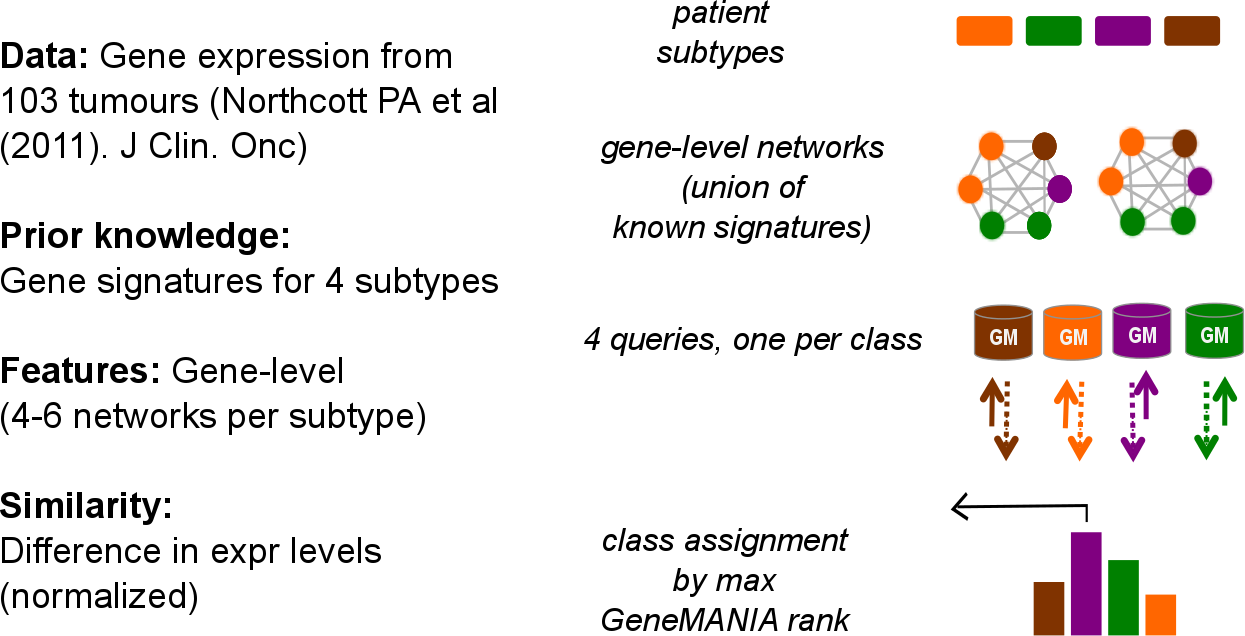 Data: Gene expression from
103 tumours (Northcott PA et al
(2011). J Clin. Onc)
Prior knowledge:
Gene signatures for 4 subtypes
Features: Gene-level
(4-6 networks per subtype)
Similarity:
Difference in expr levels
(normalized)
patient
subtypes
gene-level networks
(union of
known signatures)
4 queries, one per class
GM GM GM GM
class assignment
by max
GeneMANIA rank